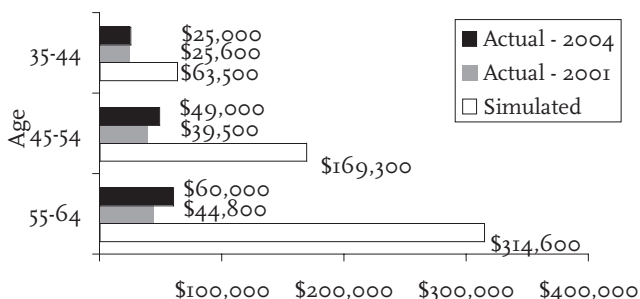 $25,000
$25,600
$63,500
35-44
$49,000
$39,500
$169,300
45-54
$60,000
$44,800
$314,600
55-64
Age
Actual - 2004
Actual - 2001
Simulated
$100,000 $200,000 $300,000 $400,000